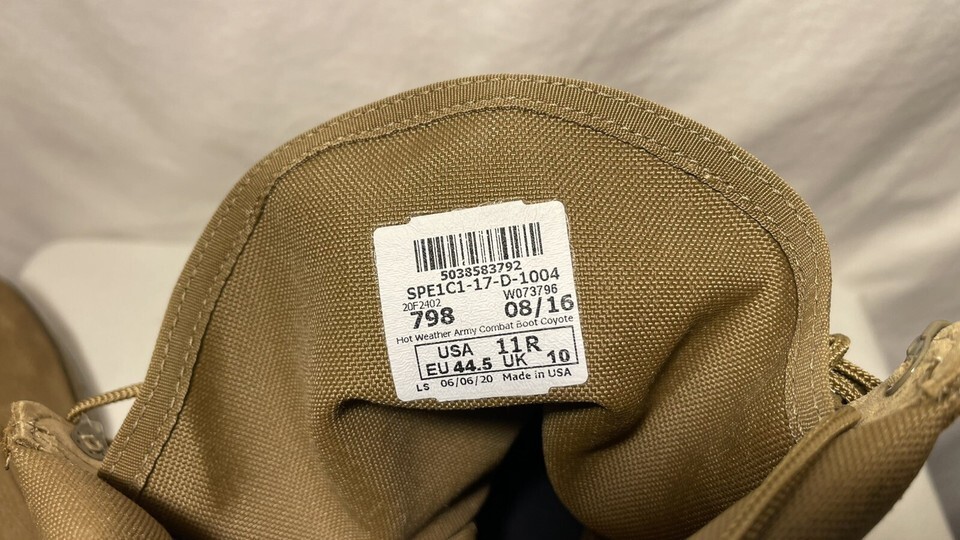 5038583792
SPE1C1-17-D-1004
20F2402 W073796
798 08/16
Hot Weather Army Combat Boot Coyote
USA 11R
EU 44.5 UK 10
LS 06/06/20 Made in USA